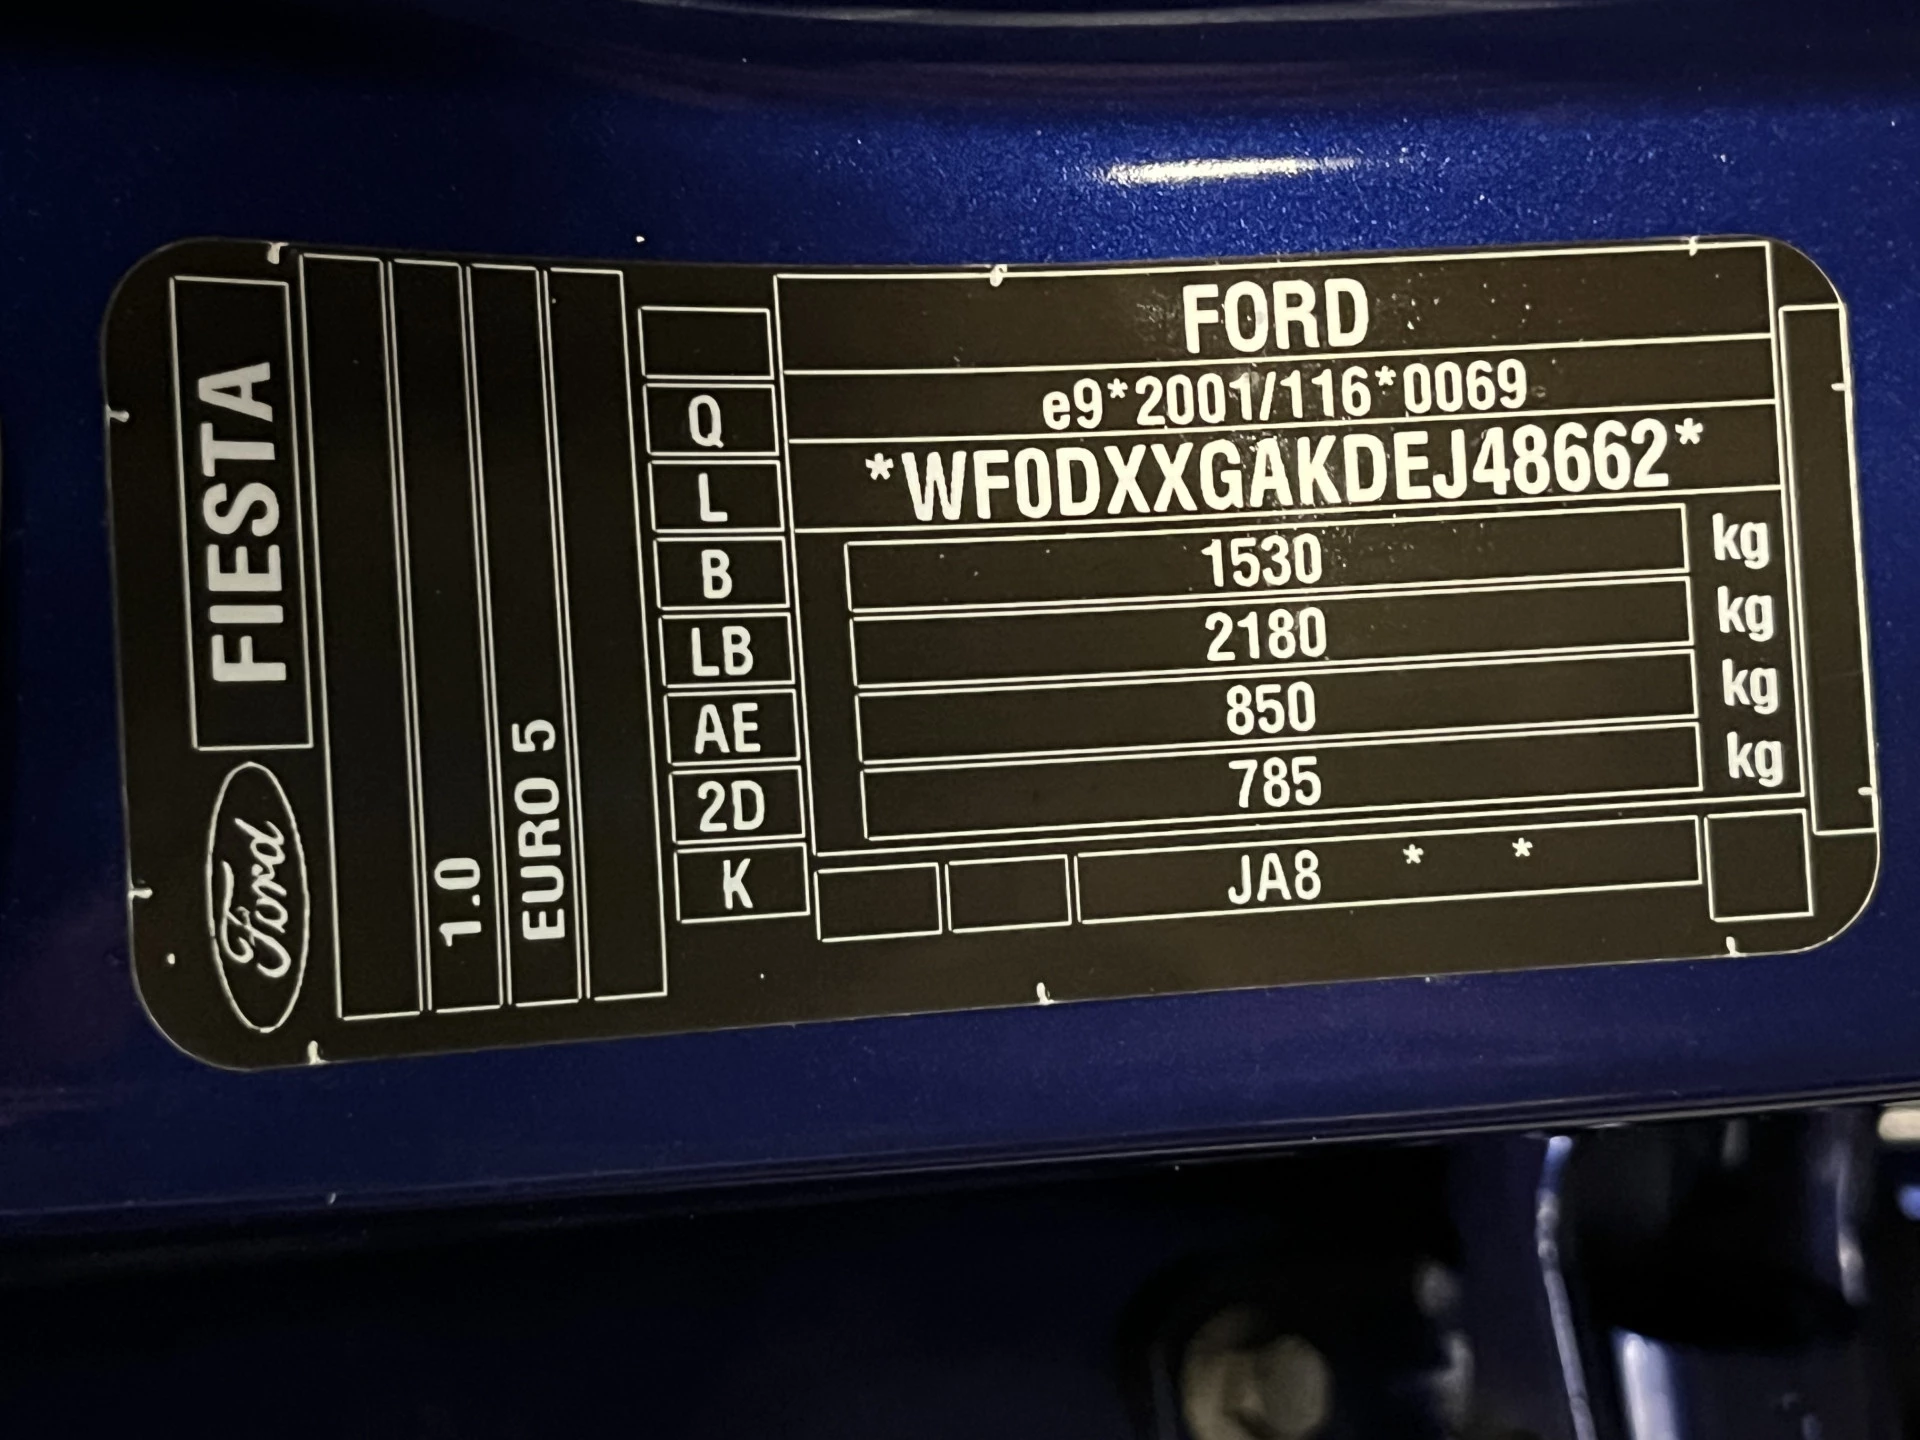 FIESTA
Ford
1.0
EURO 5
FORD
Q e9*2001/116*0069
L *WF0DXXGAKDEJ48662*
B 1530 kg
LB 2180 kg
AE 850 kg
2D 785 kg
K JA8 * *